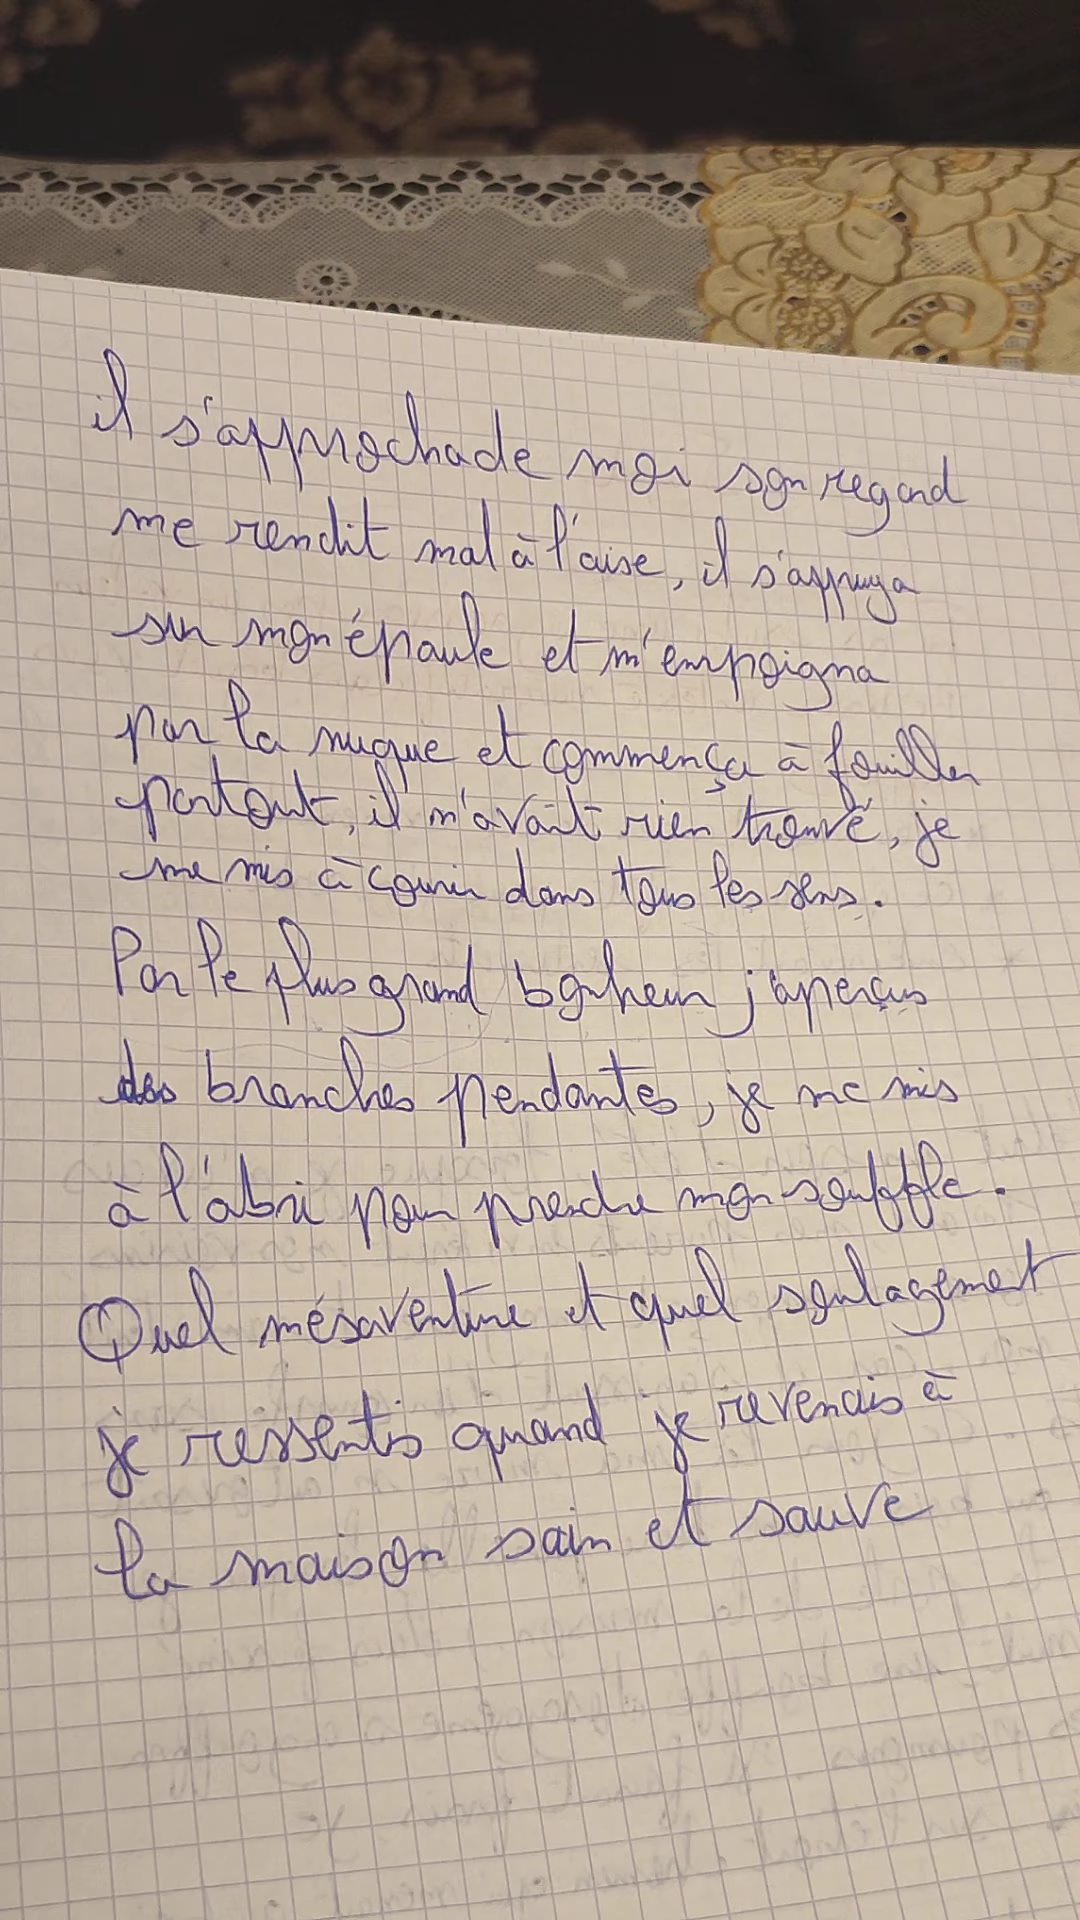 il s'approcha de moi son regard
me rendit mal à l'aise, il s'appuya
sur mon épaule et m'empoigna
par la nuque et commença à fouiller
partout, il n'avait rien trouvé, je
me mis à courir dans tous les sens.
Par le plus grand bonheur j'aperçus
des branches pendantes, je me mis
à l'abri pour prendre mon souffle.
Quel mésaventure et quel soulagement
je ressentis quand je revenais à
la maison sain et sauve